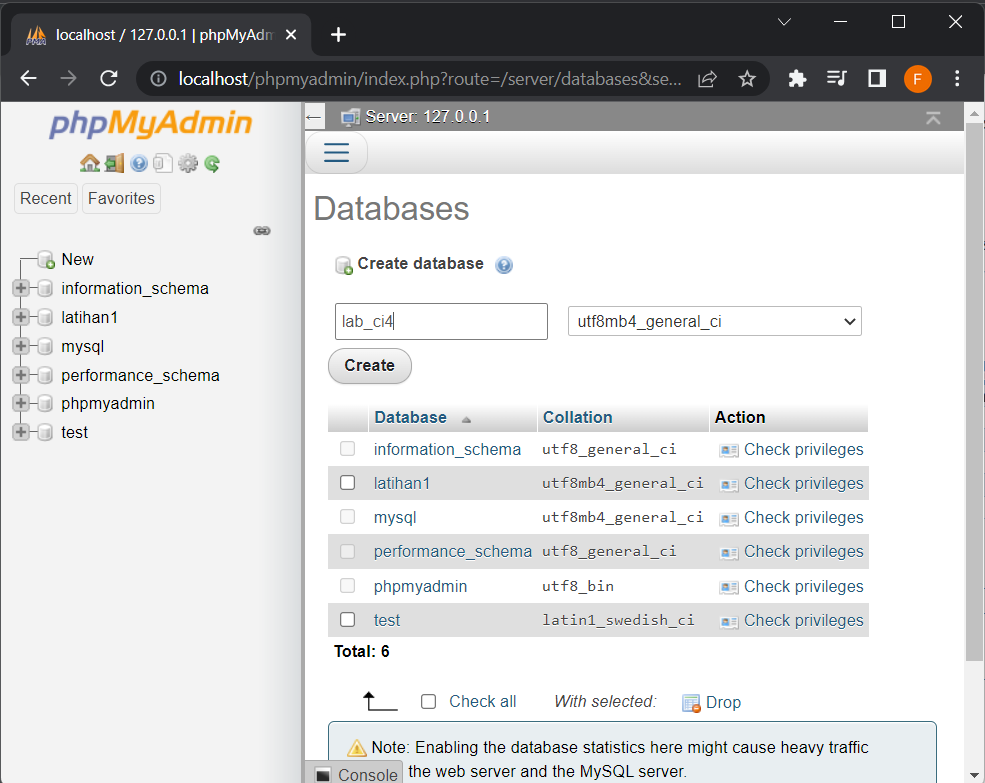 localhost / 127.0.0.1 | phpMyAdm
localhost/phpmyadmin/index.php?route=/server/databases&se...
F
phpMyAdmin
Recent
Favorites
New
information_schema
latihan1
mysql
performance_schema
phpmyadmin
test
Server: 127.0.0.1
Databases
Create database
lab_ci4
utf8mb4_general_ci
Create
Database Collation Action
information_schema utf8_general_ci Check privileges
latihan1 utf8mb4_general_ci Check privileges
mysql utf8mb4_general_ci Check privileges
performance_schema utf8_general_ci Check privileges
phpmyadmin utf8_bin Check privileges
test latin1_swedish_ci Check privileges
Total: 6
Check all With selected: Drop
Note: Enabling the database statistics here might cause heavy traffic
the web server and the MySQL server.
Console